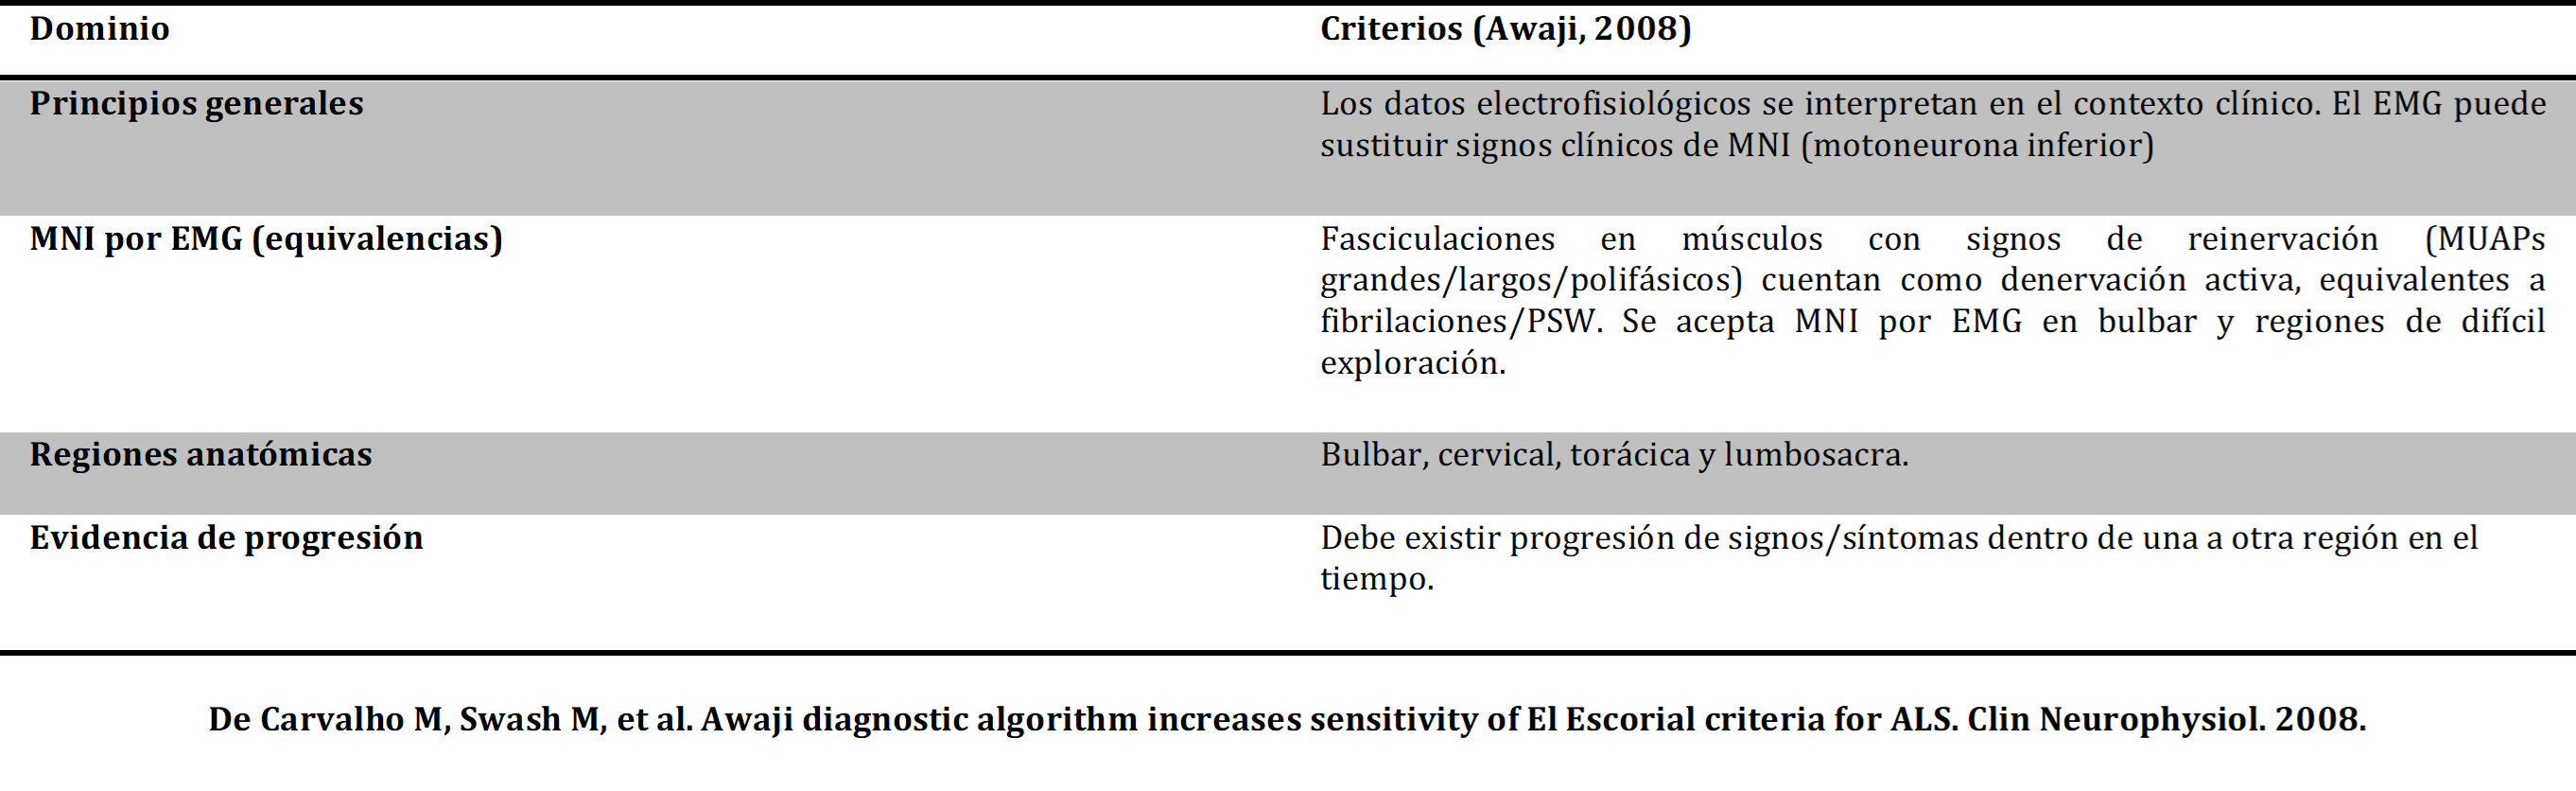 Dominio
Criterios (Awaji, 2008)
Principios generales
Los datos electrofisiológicos se interpretan en el contexto clínico. El EMG puede
sustituir signos clínicos de MNI (motoneurona inferior)
MNI por EMG (equivalencias)
Fasciculaciones en músculos con signos de reinervación (MUAPs
grandes/largos/polifásicos) cuentan como denervación activa, equivalentes a
fibrilaciones/PSW. Se acepta MNI por EMG en bulbar y regiones de difícil
exploración.
Regiones anatómicas
Bulbar, cervical, torácica y lumbosacra.
Evidencia de progresión
Debe existir progresión de signos/síntomas dentro de una a otra región en el
tiempo.
De Carvalho M, Swash M, et al. Awaji diagnostic algorithm increases sensitivity of El Escorial criteria for ALS. Clin Neurophysiol. 2008.